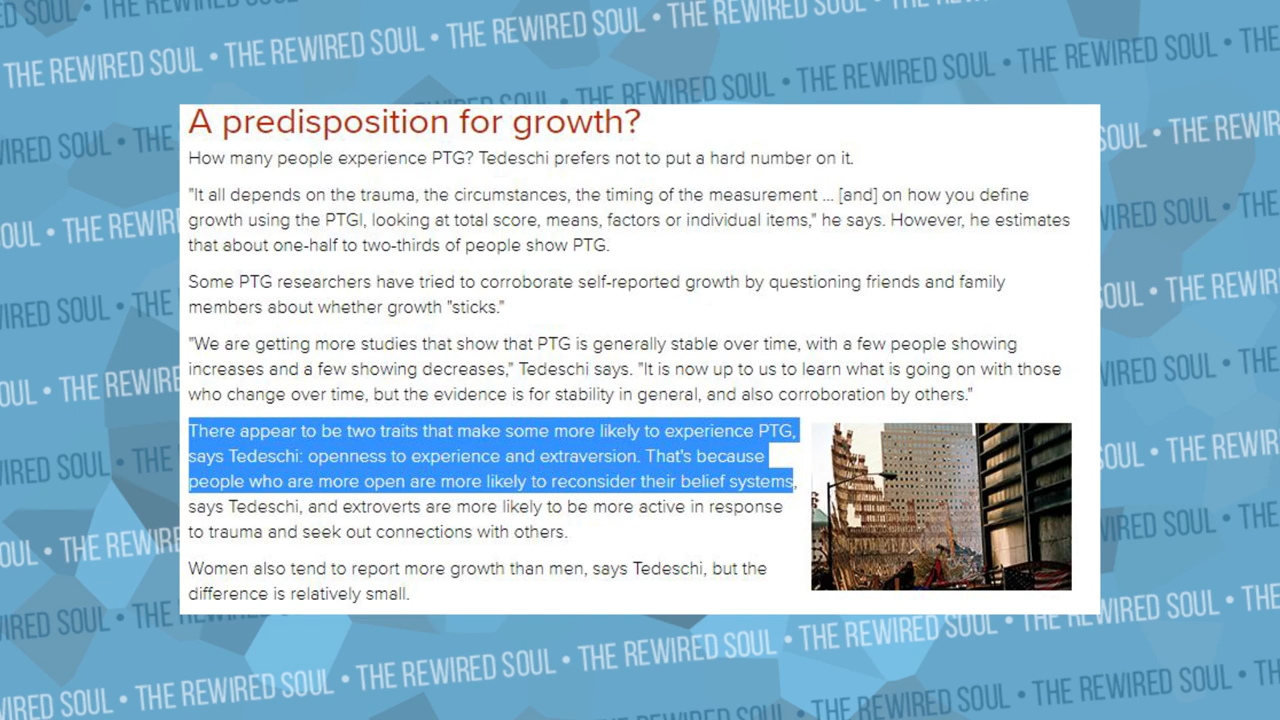 A predisposition for growth?
How many people experience PTG? Tedeschi prefers not to put a hard number on it.
"It all depends on the trauma, the circumstances, the timing of the measurement ... [and] on how you define
growth using the PTGI, looking at total score, means, factors or individual items," he says. However, he estimates
that about one-half to two-thirds of people show PTG.
Some PTG researchers have tried to corroborate self-reported growth by questioning friends and family
members about whether growth "sticks."
"We are getting more studies that show that PTG is generally stable over time, with a few people showing
increases and a few showing decreases," Tedeschi says. "It is now up to us to learn what is going on with those
who change over time, but the evidence is for stability in general, and also corroboration by others."
There appear to be two traits that make some more likely to experience PTG,
says Tedeschi: openness to experience and extraversion. That's because
people who are more open are more likely to reconsider their belief systems,
says Tedeschi, and extroverts are more likely to be more active in response
to trauma and seek out connections with others.
Women also tend to report more growth than men, says Tedeschi, but the
difference is relatively small.
THE REWIRED SOUL • THE REWIRED SOUL • THE REWIRED SOUL • THE REWIRED SOUL